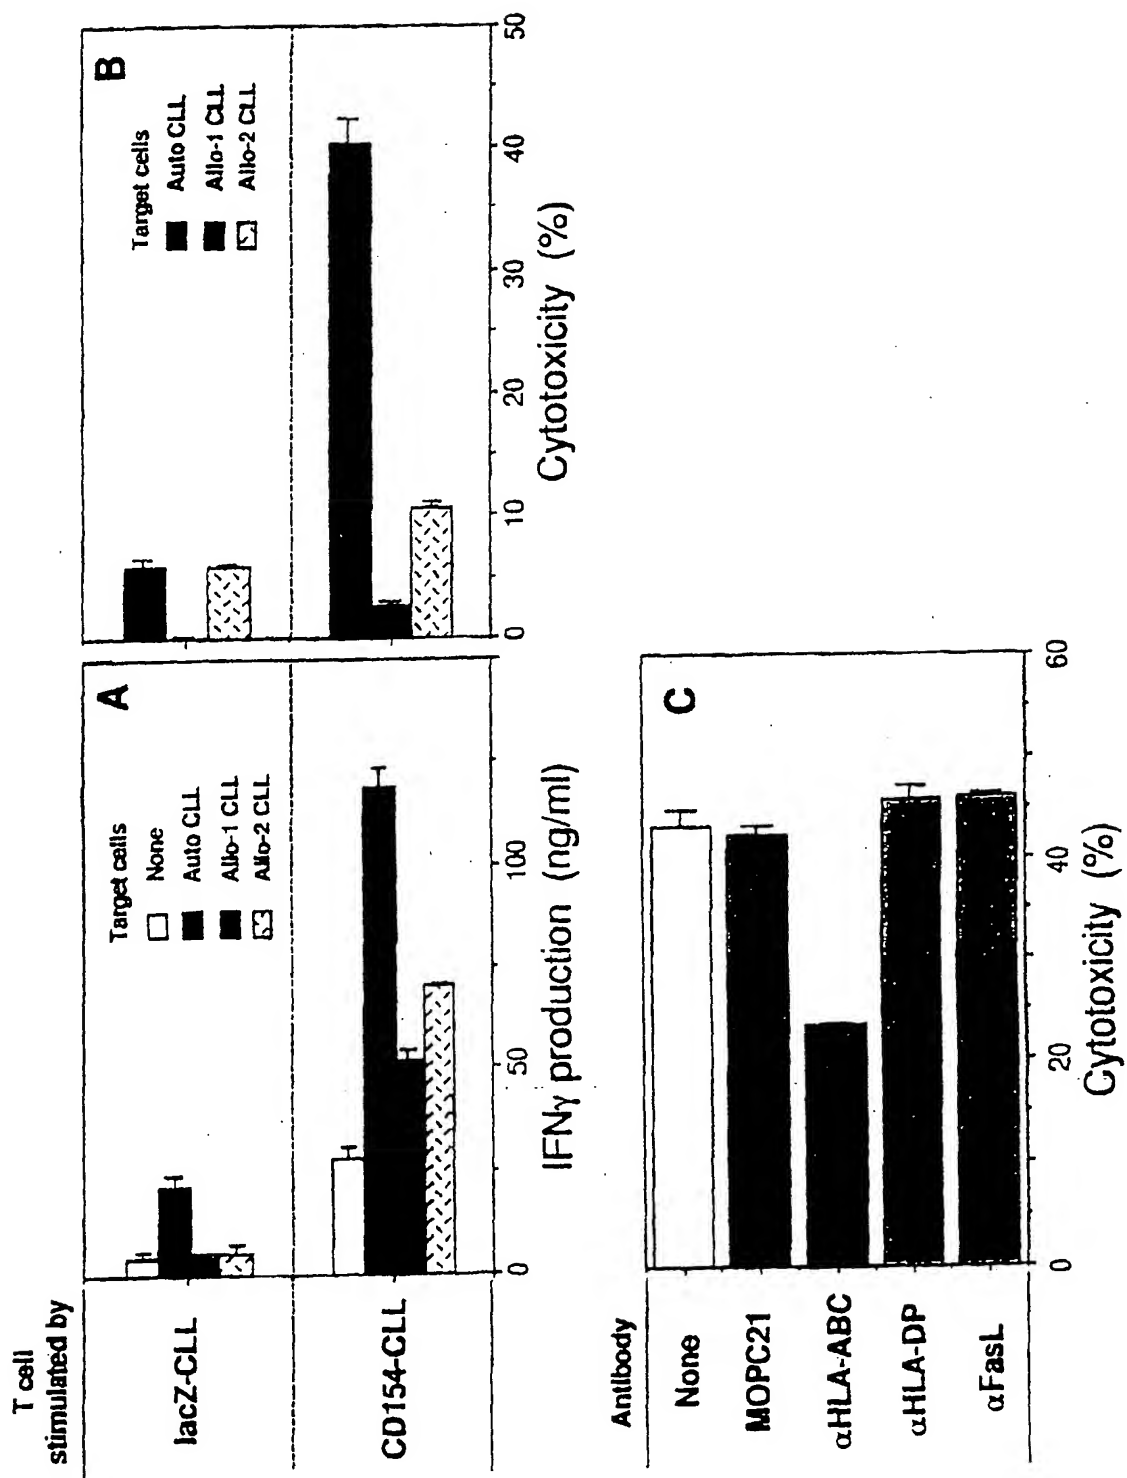 T cell
stimulated by
lacZ-CLL
CD154-CLL
A
Target cells
None
Auto CLL
Allo-1 CLL
Allo-2 CLL
0
50
100
IFNγ production (ng/ml)
B
Target cells
Auto CLL
Allo-1 CLL
Allo-2 CLL
0
10
20
30
40
50
Cytotoxicity (%)
Antibody
None
MOPC21
αHLA-ABC
αHLA-DP
αFasL
C
0
20
40
60
Cytotoxicity (%)